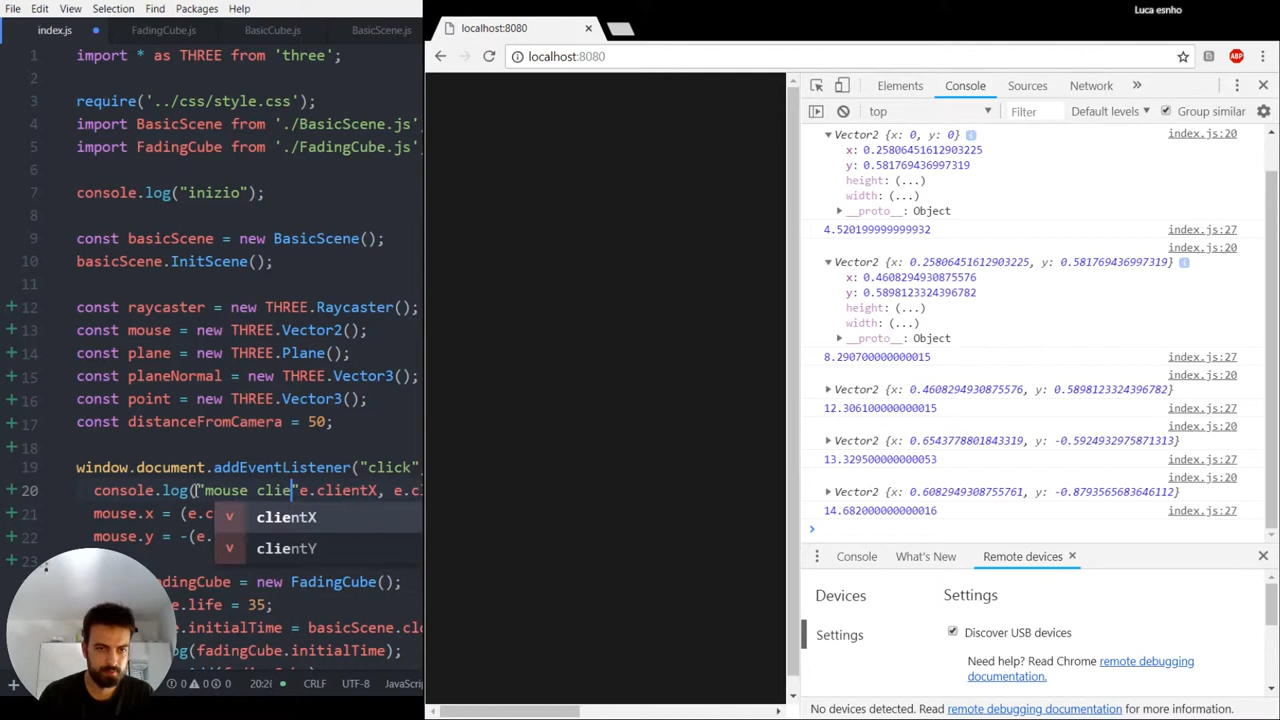 File Edit View Selection Find Packages Help
Luca esnho
index.js FadingCube.js BasicCube.js BasicScene.js
localhost:8080
localhost:8080
ABP
1 import * as THREE from 'three';
2
3 require('../css/style.css');
4 import BasicScene from './BasicScene.js'
5 import FadingCube from './FadingCube.js'
6
7 console.log("inizio");
8
9 const basicScene = new BasicScene();
10 basicScene.InitScene();
11
12 const raycaster = new THREE.Raycaster();
13 const mouse = new THREE.Vector2();
14 const plane = new THREE.Plane();
15 const planeNormal = new THREE.Vector3();
16 const point = new THREE.Vector3();
17 const distanceFromCamera = 50;
18
19 window.document.addEventListener("click"
20 console.log("mouse clie"e.clientX, e.cl
21 mouse.x = (e.c
22 mouse.y = -(e.
v clientX
v clientY
23
adingCube = new FadingCube();
.life = 35;
.initialTime = basicScene.clo
g(fadingCube.initialTime);
0 0 0 20:26 CRLF UTF-8 JavaScrip
Elements Console Sources Network »
top Filter Default levels Group similar
Vector2 {x: 0, y: 0} index.js:20
x: 0.25806451612903225
y: 0.581769436997319
height: (...)
width: (...)
__proto__: Object
4.520199999999932 index.js:27
index.js:20
Vector2 {x: 0.25806451612903225, y: 0.581769436997319}
x: 0.4608294930875576
y: 0.5898123324396782
height: (...)
width: (...)
__proto__: Object
8.290700000000015 index.js:27
index.js:20
Vector2 {x: 0.4608294930875576, y: 0.5898123324396782}
12.306100000000015 index.js:27
index.js:20
Vector2 {x: 0.6543778801843319, y: -0.5924932975871313}
13.329500000000053 index.js:27
index.js:20
Vector2 {x: 0.6082949308755761, y: -0.8793565683646112}
14.682000000000016 index.js:27
Console What's New Remote devices
Devices
Settings
Settings
Discover USB devices
Need help? Read Chrome remote debugging
documentation.
No devices detected. Read remote debugging documentation for more information.